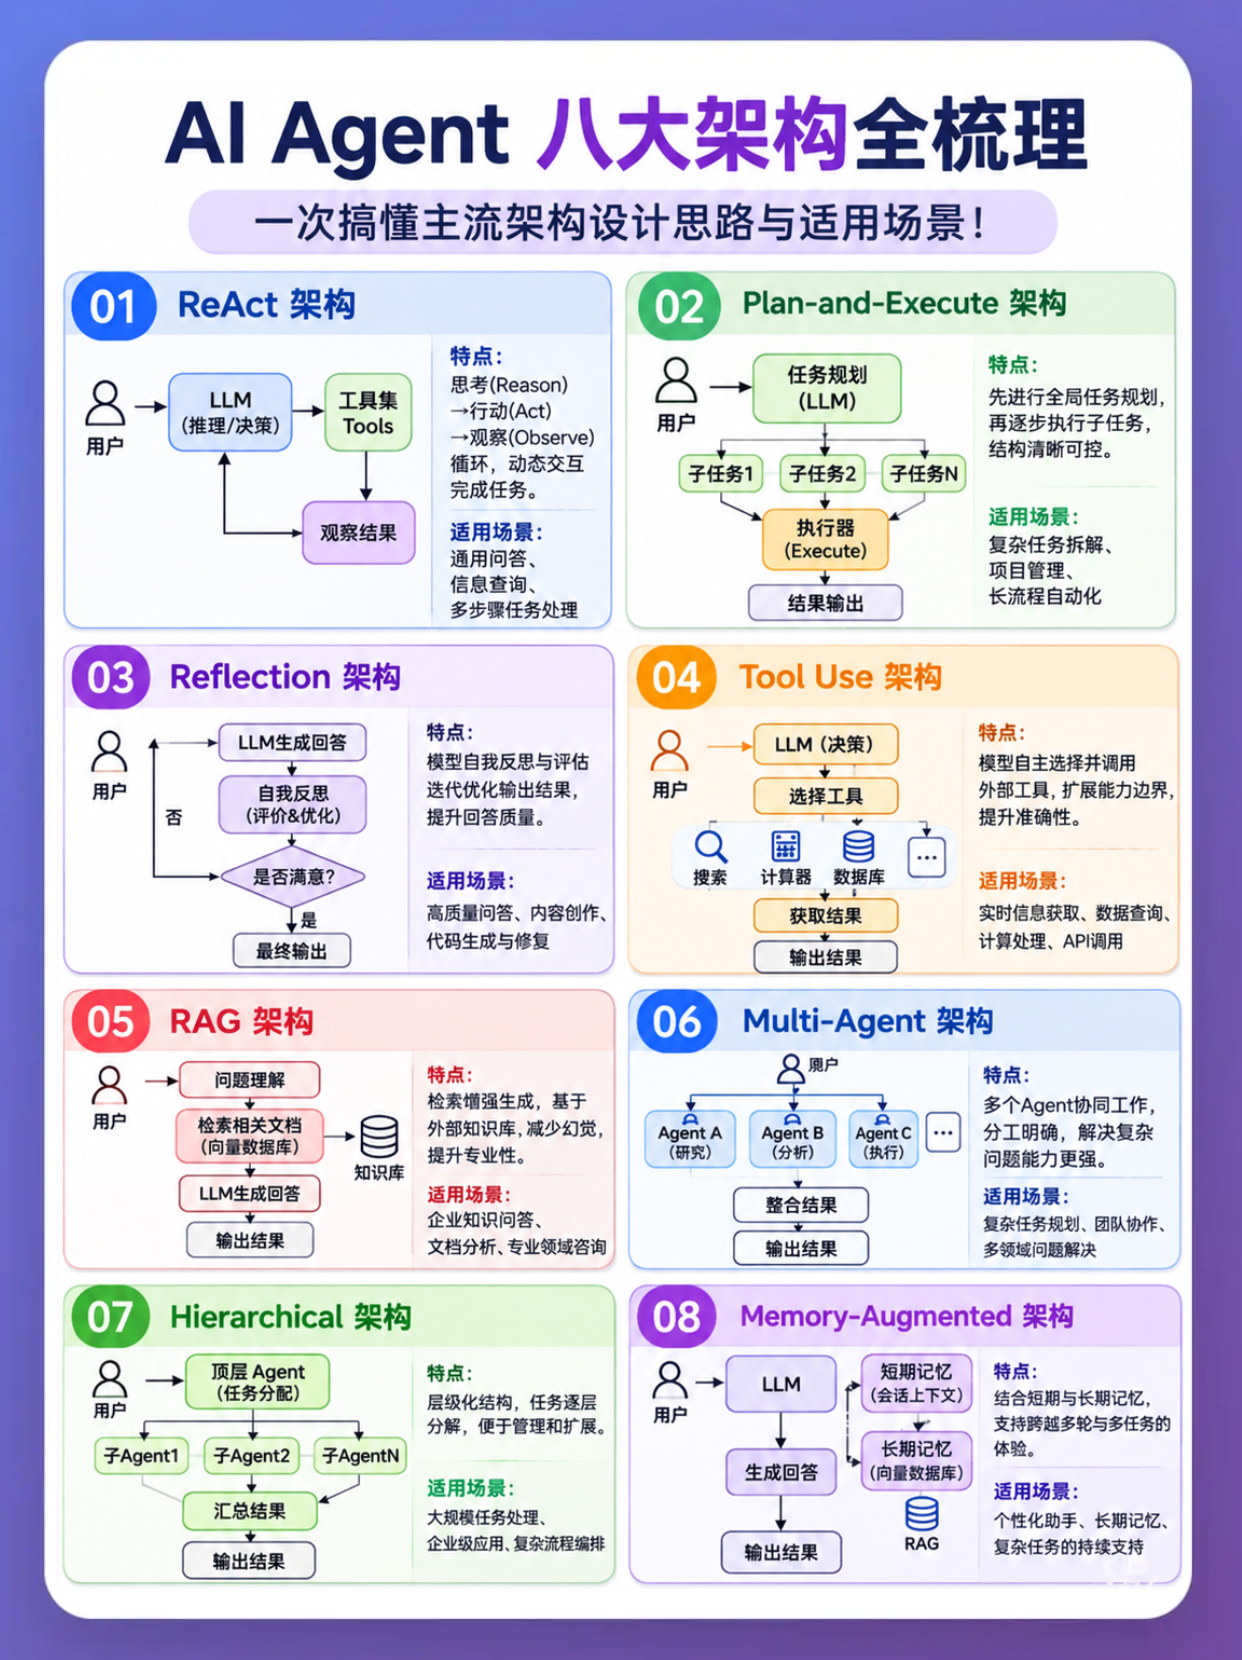 AI Agent 八大架构全梳理
一次搞懂主流架构设计思路与适用场景!
01 ReAct 架构
用户
LLM
(推理/决策)
工具集
Tools
观察结果
特点:
思考(Reason)
→行动(Act)
→观察(Observe)
循环，动态交互
完成任务。
适用场景:
通用问答、
信息查询、
多步骤任务处理
02 Plan-and-Execute 架构
用户
任务规划
(LLM)
子任务1 子任务2 子任务N
执行器
(Execute)
结果输出
特点:
先进行全局任务规划，
再逐步执行子任务，
结构清晰可控。
适用场景:
复杂任务拆解、
项目管理、
长流程自动化
03 Reflection 架构
用户
LLM生成回答
自我反思
(评价&优化)
否
是否满意?
是
最终输出
特点:
模型自我反思与评估
迭代优化输出结果，
提升回答质量。
适用场景:
高质量问答、内容创作、
代码生成与修复
04 Tool Use 架构
用户
LLM (决策)
选择工具
搜索 计算器 数据库 ...
获取结果
输出结果
特点:
模型自主选择并调用
外部工具，扩展能力边界，
提升准确性。
适用场景:
实时信息获取、数据查询、
计算处理、API调用
05 RAG 架构
用户
问题理解
检索相关文档
(向量数据库)
知识库
LLM生成回答
输出结果
特点:
检索增强生成，基于
外部知识库，减少幻觉，
提升专业性。
适用场景:
企业知识问答、
文档分析、专业领域咨询
06 Multi-Agent 架构
Agent A
(研究)
Agent B
(分析)
Agent C
(执行)
...
整合结果
输出结果
特点:
多个Agent协同工作，
分工明确，解决复杂
问题能力更强。
适用场景:
复杂任务规划、团队协作、
多领域问题解决
07 Hierarchical 架构
用户
顶层 Agent
(任务分配)
子Agent1 子Agent2 子AgentN
汇总结果
输出结果
特点:
层级化结构，任务逐层
分解，便于管理和扩展。
适用场景:
大规模任务处理、
企业级应用、复杂流程编排
08 Memory-Augmented 架构
用户
LLM
生成回答
输出结果
短期记忆
(会话上下文)
长期记忆
(向量数据库)
RAG
特点:
结合短期与长期记忆，
支持跨越多轮与多任务的
体验。
适用场景:
个性化助手、长期记忆、
复杂任务的持续支持